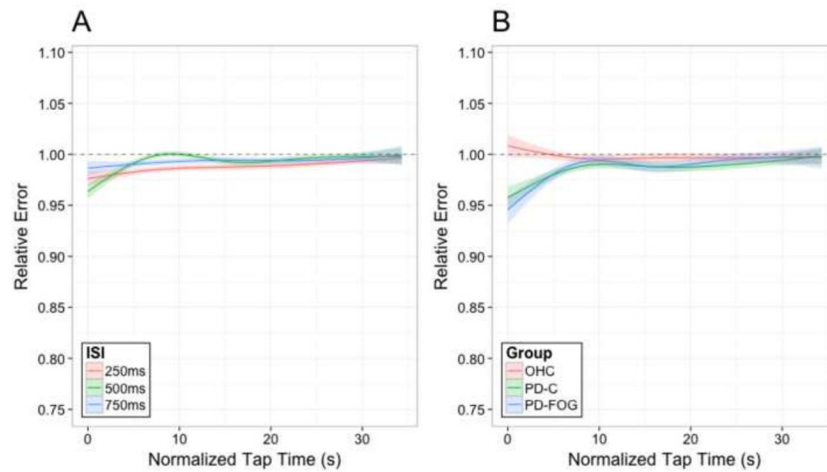 A
Relative Error
1.10
1.05
1.00
0.95
0.90
0.85
0.80
0.75
ISI
250ms
500ms
750ms
0 10 20 30
Normalized Tap Time (s)
B
Relative Error
1.10
1.05
1.00
0.95
0.90
0.85
0.80
0.75
Group
OHC
PD-C
PD-FOG
0 10 20 30
Normalized Tap Time (s)